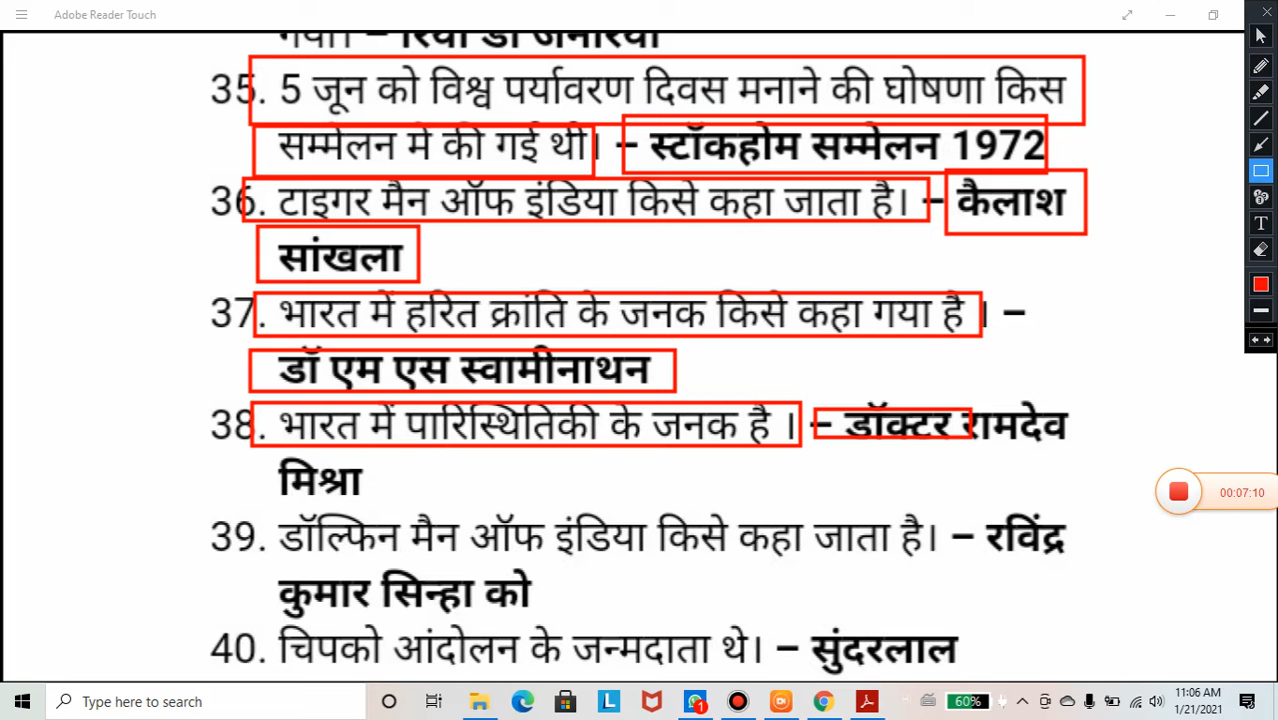 Adobe Reader Touch
गया। – रियो डी जेनेरियो
35. 5 जून को विश्व पर्यावरण दिवस मनाने की घोषणा किस
सम्मेलन में की गई थी। – स्टॉकहोम सम्मेलन 1972
36. टाइगर मैन ऑफ इंडिया किसे कहा जाता है। – कैलाश
सांखला
37. भारत में हरित क्रांति के जनक किसे कहा गया है । –
डॉ एम एस स्वामीनाथन
38. भारत में पारिस्थितिकी के जनक है । – डॉक्टर रामदेव
मिश्रा
39. डॉल्फिन मैन ऑफ इंडिया किसे कहा जाता है। – रविंद्र
कुमार सिन्हा को
40. चिपको आंदोलन के जन्मदाता थे। – सुंदरलाल
00:07:10
Type here to search
L
1
60%
11:06 AM
1/21/2021